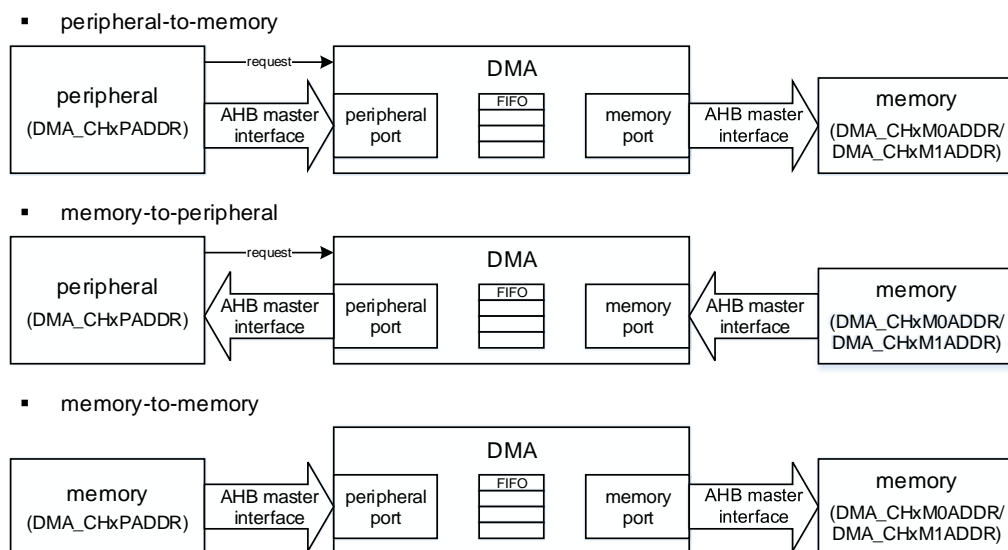 ▪ peripheral-to-memory
peripheral
(DMA_CHxPADDR)
request
AHB master
interface
DMA
peripheral
port
FIFO
memory
port
AHB master
interface
memory
(DMA_CHxM0ADDR/
DMA_CHxM1ADDR)
▪ memory-to-peripheral
peripheral
(DMA_CHxPADDR)
request
AHB master
interface
DMA
peripheral
port
FIFO
memory
port
AHB master
interface
memory
(DMA_CHxM0ADDR/
DMA_CHxM1ADDR)
▪ memory-to-memory
memory
(DMA_CHxPADDR)
AHB master
interface
DMA
peripheral
port
FIFO
memory
port
AHB master
interface
memory
(DMA_CHxM0ADDR/
DMA_CHxM1ADDR)